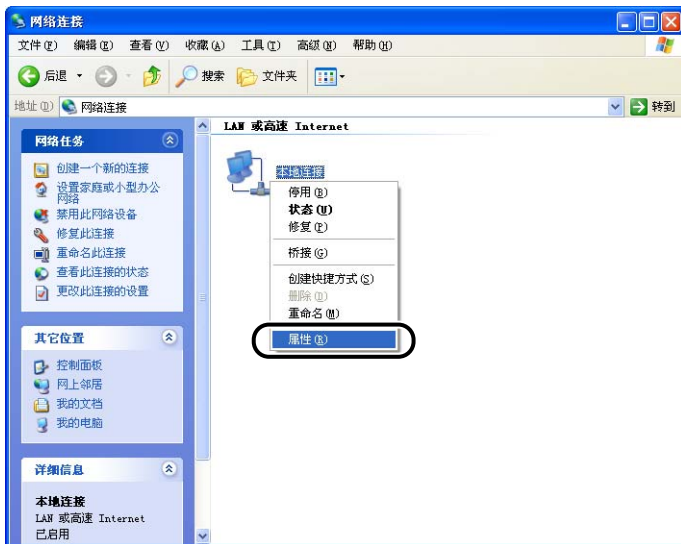 网络连接
文件(F) 编辑(E) 查看(V) 收藏(A) 工具(T) 高级(N) 帮助(H)
后退 搜索 文件夹
地址(D) 网络连接 转到
网络任务
创建一个新的连接
设置家庭或小型办公
网络
禁用此网络设备
修复此连接
重命名此连接
查看此连接的状态
更改此连接的设置
其它位置
控制面板
网上邻居
我的文档
我的电脑
详细信息
本地连接
LAN 或高速 Internet
已启用
LAN 或高速 Internet
本地连接
停用(B)
状态(U)
修复(P)
桥接(G)
创建快捷方式(S)
删除(D)
重命名(M)
属性(R)